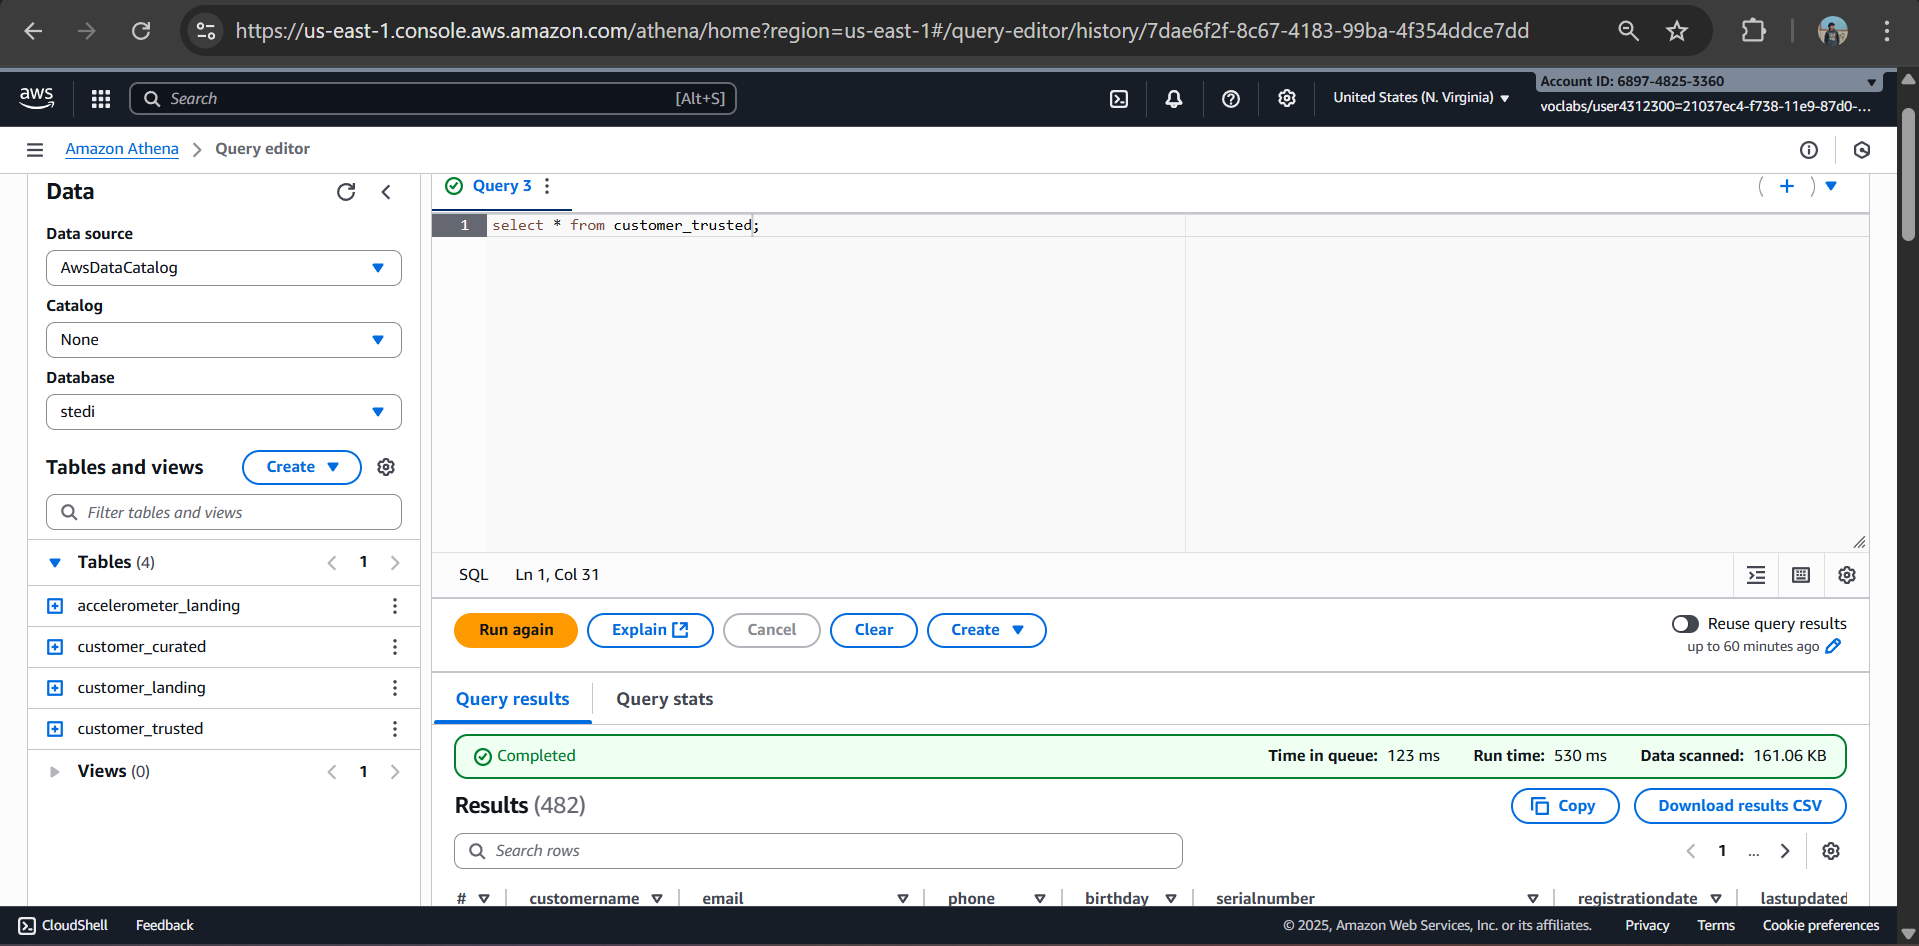 https://us-east-1.console.aws.amazon.com/athena/home?region=us-east-1#/query-editor/history/7dae6f2f-8c67-4183-99ba-4f354ddce7dd
aws
Search
[Alt+S]
United States (N. Virginia)
Account ID: 6897-4825-3360
voclabs/user4312300=21037ec4-f738-11e9-87d0-...
Amazon Athena
Query editor
Data
Data source
AwsDataCatalog
Catalog
None
Database
stedi
Tables and views
Create
Filter tables and views
Tables (4)
1
accelerometer_landing
customer_curated
customer_landing
customer_trusted
Views (0)
1
Query 3
1 select * from customer_trusted;
SQL Ln 1, Col 31
Run again
Explain
Cancel
Clear
Create
Reuse query results
up to 60 minutes ago
Query results
Query stats
Completed
Time in queue: 123 ms
Run time: 530 ms
Data scanned: 161.06 KB
Results (482)
Copy
Download results CSV
Search rows
1 ...
# customername email phone birthday serialnumber registrationdate lastupdated
CloudShell
Feedback
© 2025, Amazon Web Services, Inc. or its affiliates.
Privacy
Terms
Cookie preferences